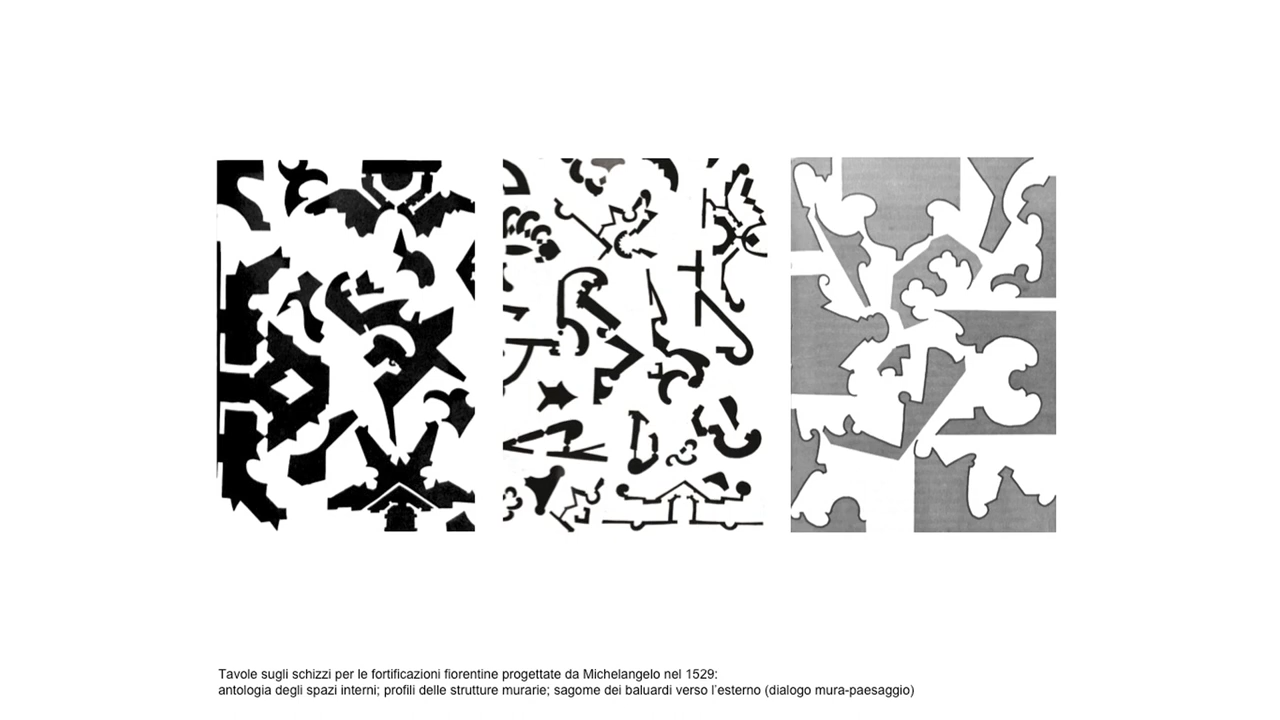 Tavole sugli schizzi per le fortificazioni fiorentine progettate da Michelangelo nel 1529:
antologia degli spazi interni; profili delle strutture murarie; sagome dei baluardi verso l'esterno (dialogo mura-paesaggio)